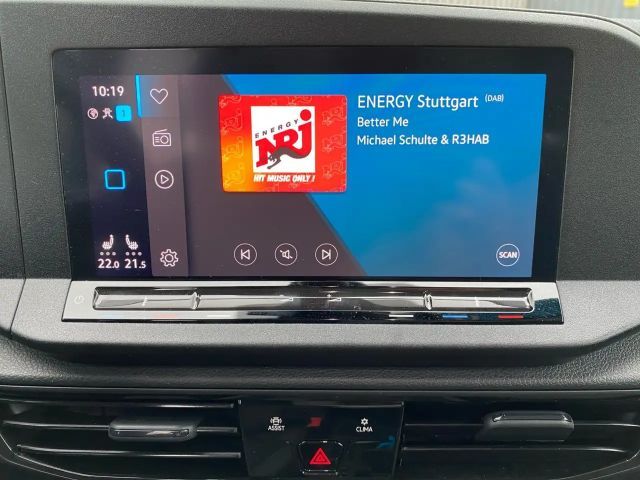 10:19
1
ENERGY
NRJ
HIT MUSIC ONLY!
ENERGY Stuttgart (DAB)
Better Me
Michael Schulte & R3HAB
22.0 21.5
SCAN
ASSIST
CLIMA